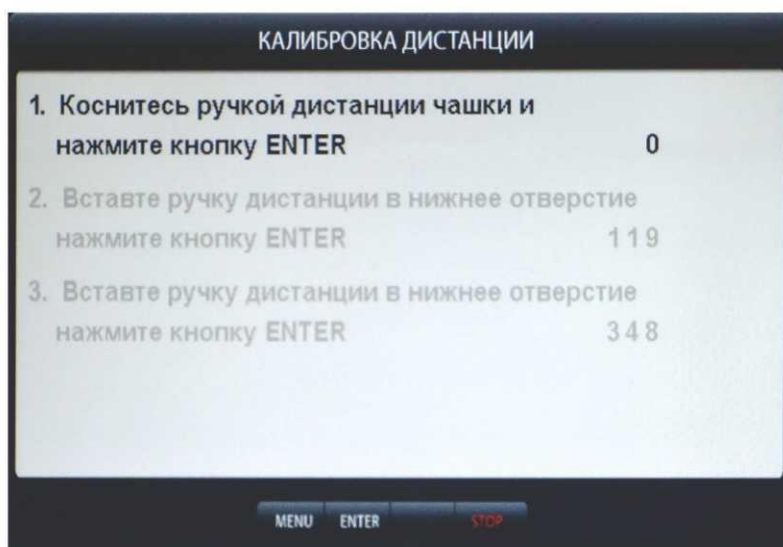 КАЛИБРОВКА ДИСТАНЦИИ
1. Коснитесь ручкой дистанции чашки и
нажмите кнопку ENTER 0
2. Вставте ручку дистанции в нижнее отверстие
нажмите кнопку ENTER 119
3. Вставте ручку дистанции в нижнее отверстие
нажмите кнопку ENTER 348
MENU ENTER STOP